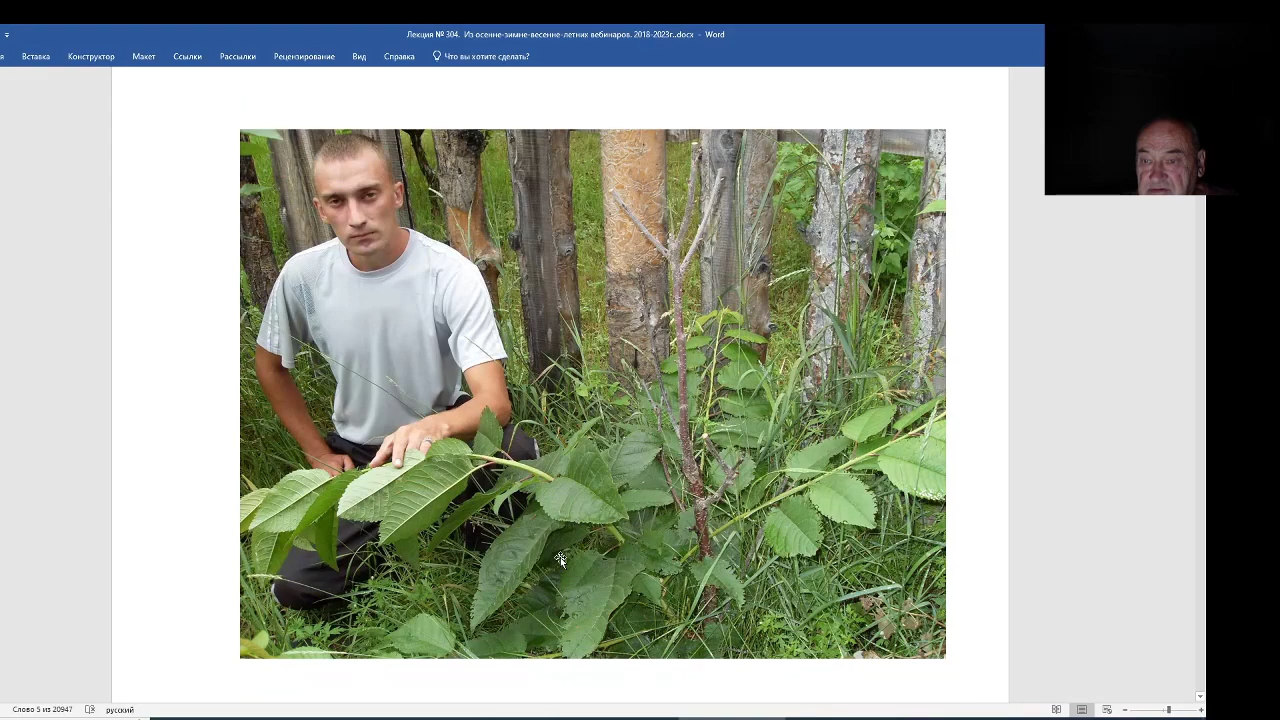 Лекция № 304. Из осенне-зимне-весенне-летних вебинаров. 2018-2023г..docx - Word
я Вставка Конструктор Макет Ссылки Рассылки Рецензирование Вид Справка Что вы хотите сделать?
Слово 5 из 20947 русский